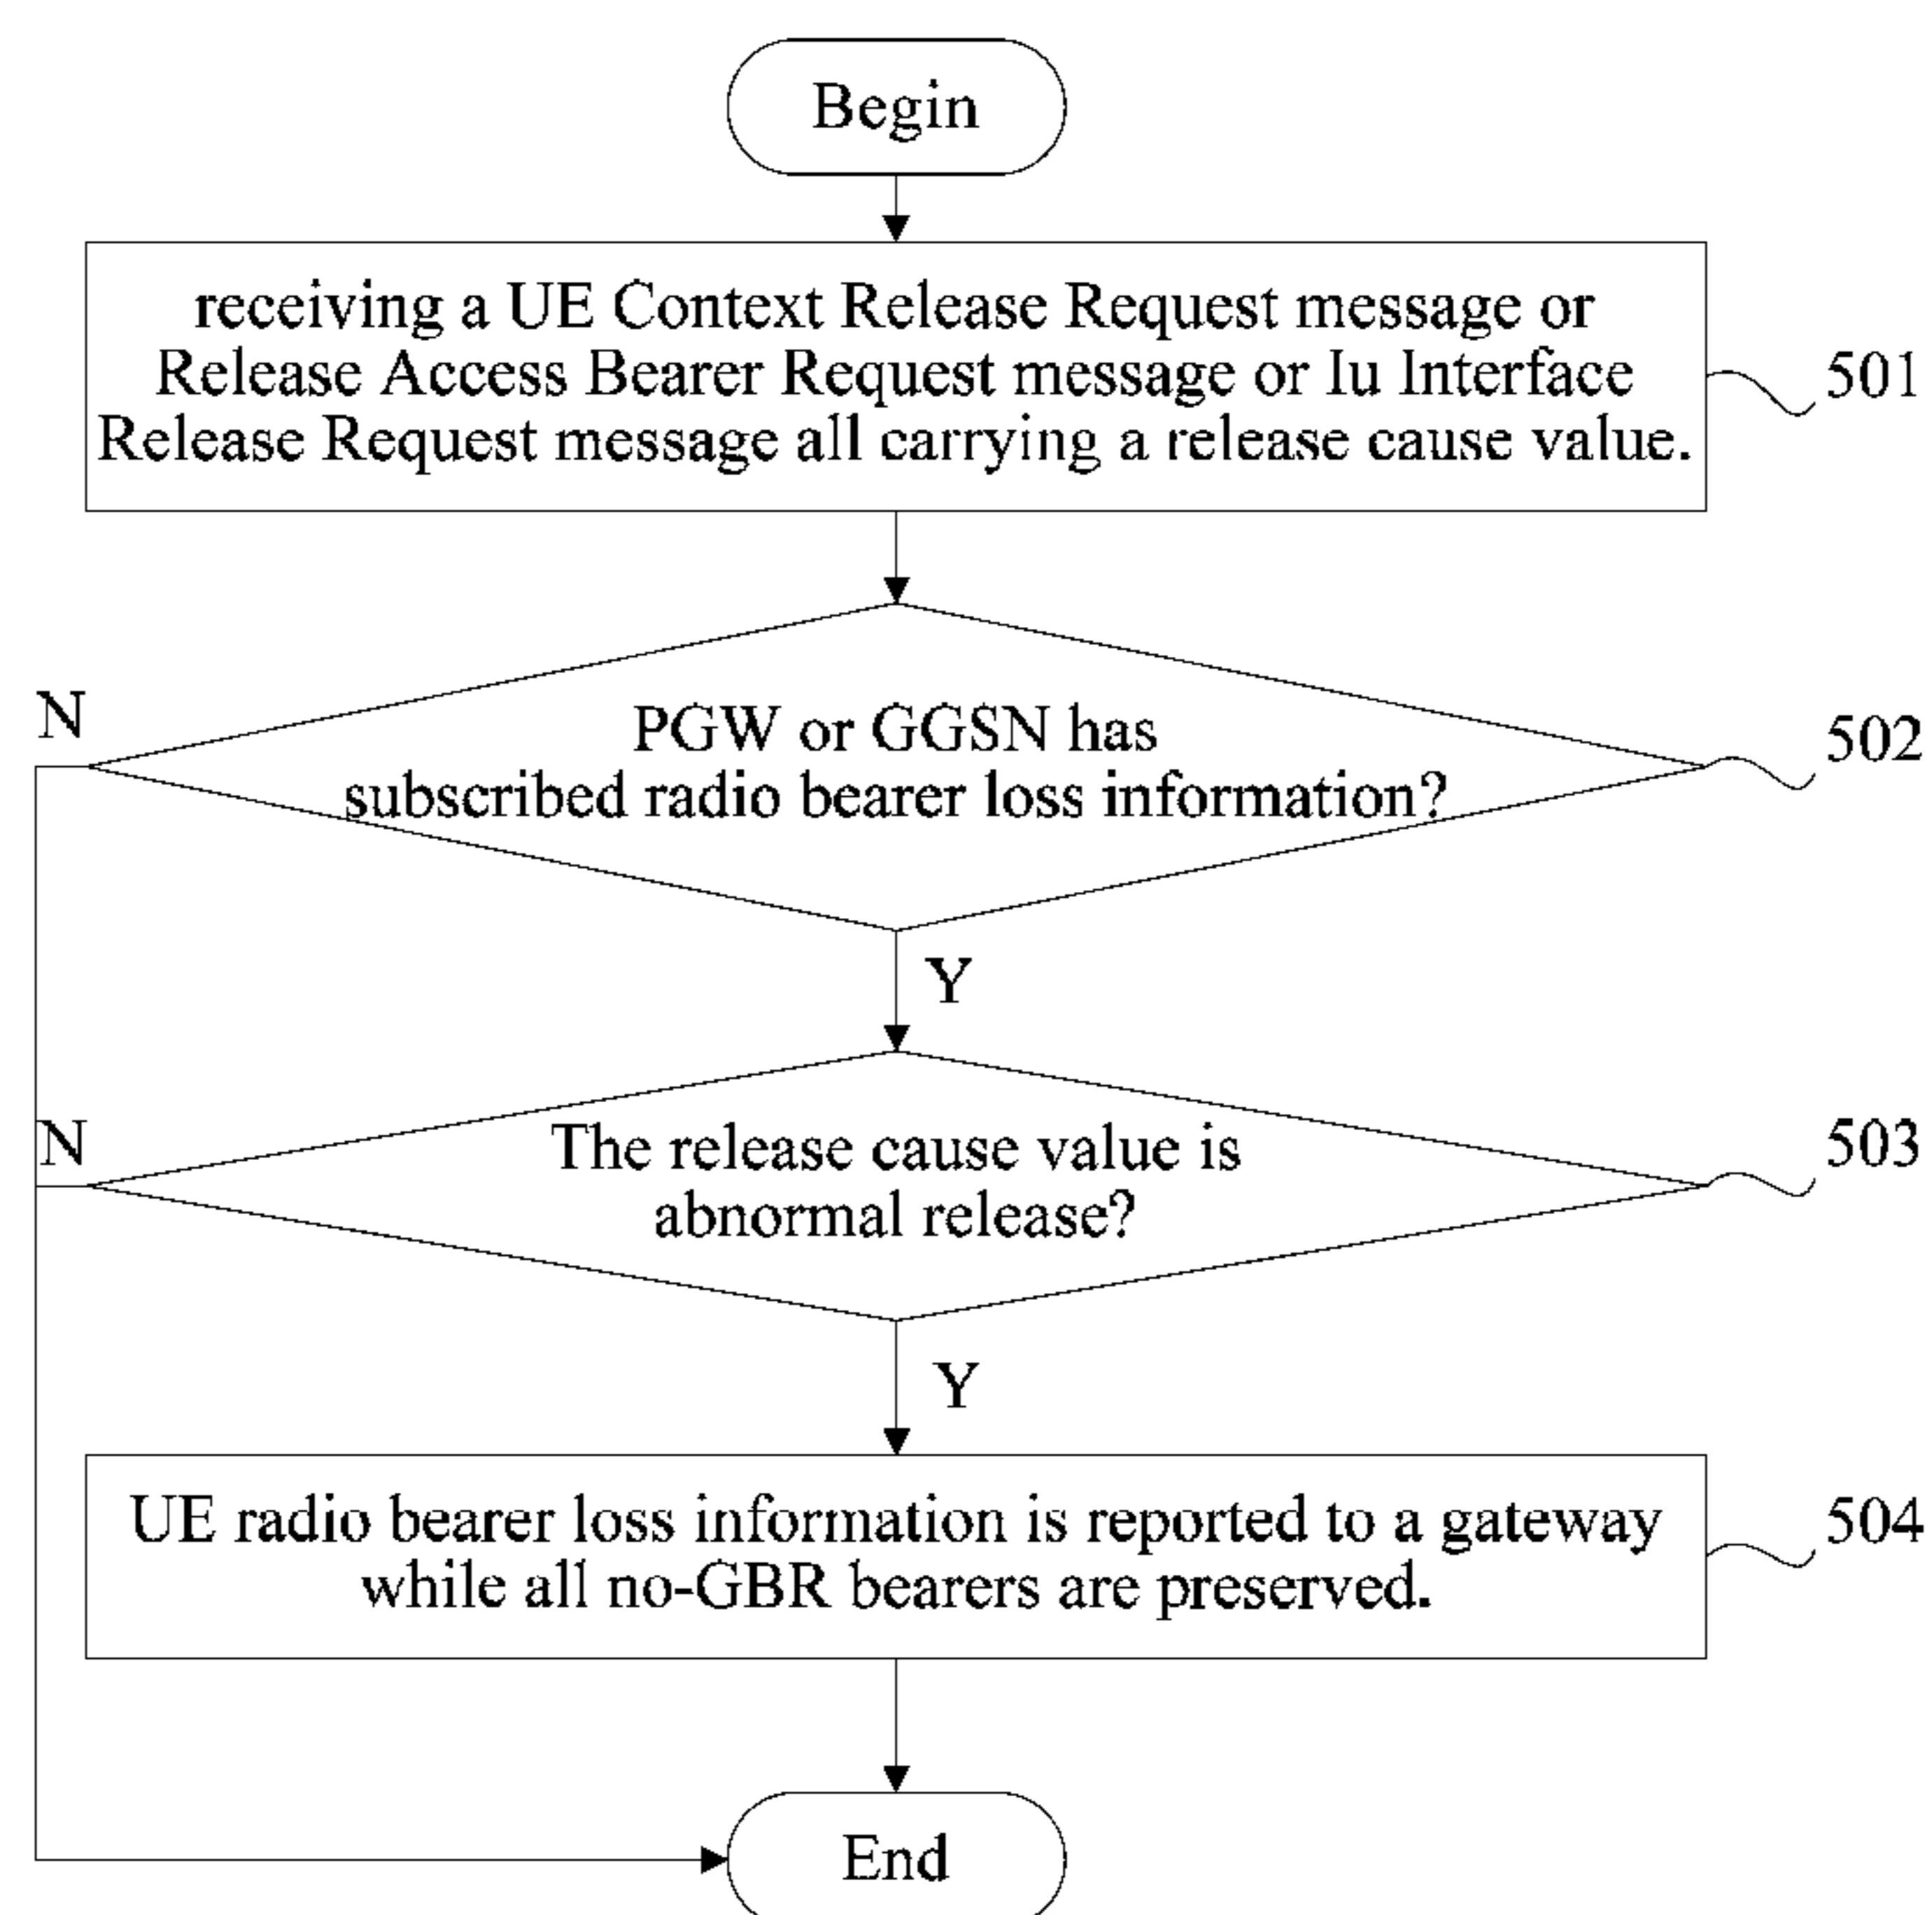 Begin
receiving a UE Context Release Request message or
Release Access Bearer Request message or Iu Interface
Release Request message all carrying a release cause value.
501
N
PGW or GGSN has
subscribed radio bearer loss information?
502
Y
N
The release cause value is
abnormal release?
503
Y
UE radio bearer loss information is reported to a gateway
while all no-GBR bearers are preserved.
504
End